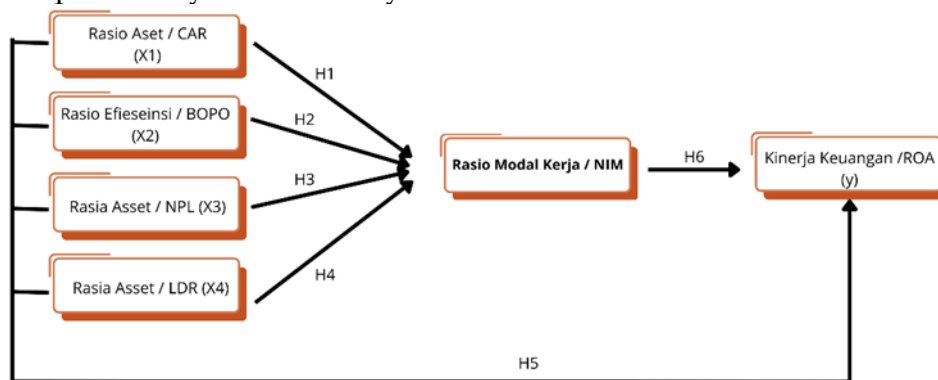 Rasio Aset / CAR
(X1)
H1
Rasio Efieseinsi / BOPO
(X2)
H2
Rasio Modal Kerja / NIM
H6
Kinerja Keuangan /ROA
(y)
H3
Rasia Asset / NPL (X3)
Rasia Asset / LDR (X4)
H4
H5